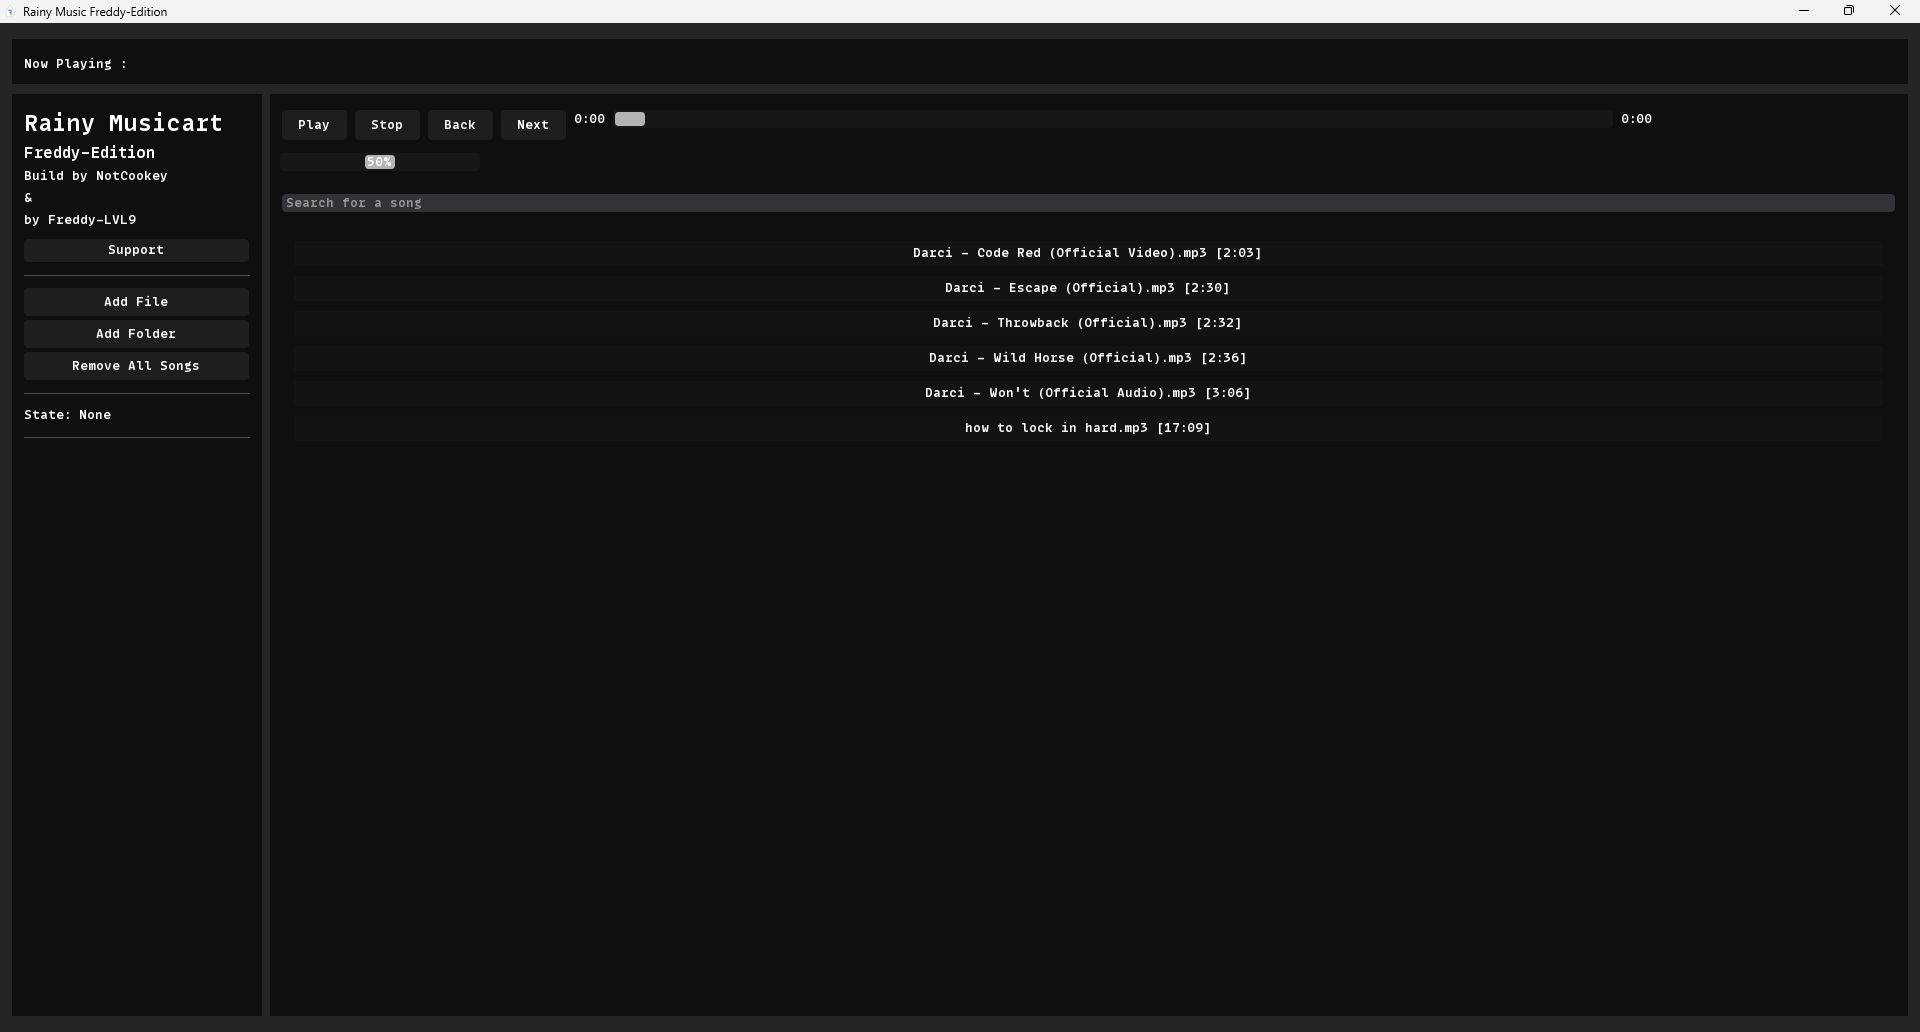 Rainy Music Freddy-Edition
Now Playing :
Rainy Musicart
Freddy-Edition
Build by NotCookey
&
by Freddy-LVL9
Support
Add File
Add Folder
Remove All Songs
State: None
Play Stop Back Next 0:00 0:00
50%
Search for a song
Darci - Code Red (Official Video).mp3 [2:03]
Darci - Escape (Official).mp3 [2:30]
Darci - Throwback (Official).mp3 [2:32]
Darci - Wild Horse (Official).mp3 [2:36]
Darci - Won't (Official Audio).mp3 [3:06]
how to lock in hard.mp3 [17:09]